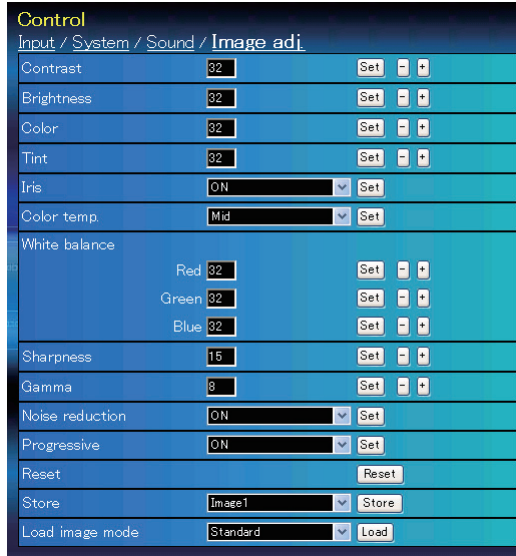 Control
Input / System / Sound / Image adj.
Contrast 32 Set - +
Brightness 32 Set - +
Color 32 Set - +
Tint 32 Set - +
Iris ON Set
Color temp. Mid Set
White balance
Red 32 Set - +
Green 32 Set - +
Blue 32 Set - +
Sharpness 15 Set - +
Gamma 8 Set - +
Noise reduction ON Set
Progressive ON Set
Reset Reset
Store Image1 Store
Load image mode Standard Load